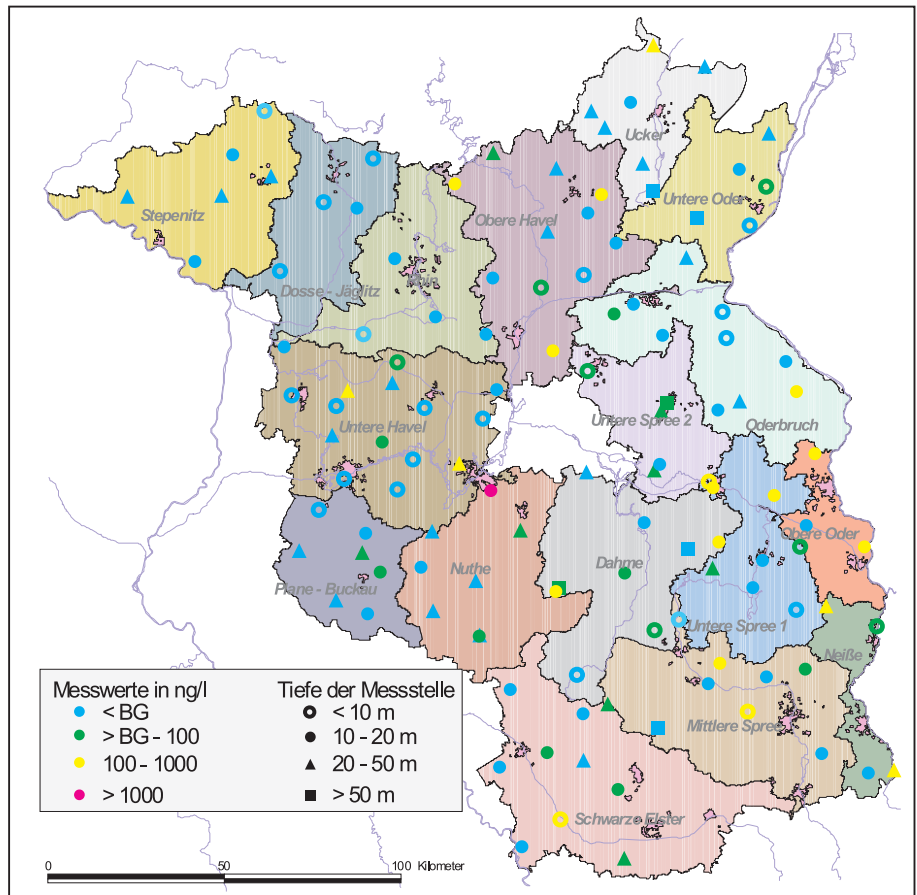 Ucker
Untere Oder
Stepenitz
Obere Havel
Dosse - Jäglitz
Rhin
Untere Spree 2
Oderbruch
Untere Havel
Obere Oder
Dahme
Nuthe
Plane - Buckau
Untere Spree 1
Neiße
Mittlere Spree
Schwarze Elster
Messwerte in ng/l
< BG
> BG - 100
100 - 1000
> 1000
Tiefe der Messstelle
< 10 m
10 - 20 m
20 - 50 m
> 50 m
0 50 100 Kilometer